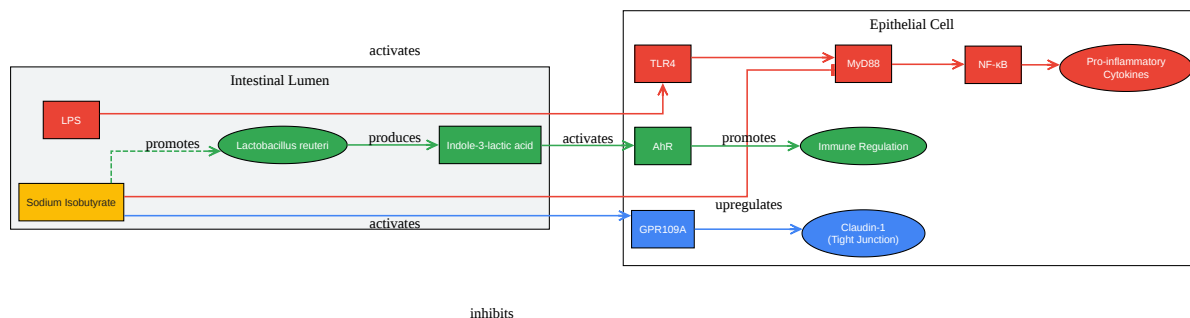 Epithelial Cell
activates
TLR4
MyD88
NF-κB
Pro-inflammatory
Cytokines
Intestinal Lumen
LPS
promotes
Lactobacillus reuteri
produces
Indole-3-lactic acid
activates
AhR
promotes
Immune Regulation
Sodium Isobutyrate
upregulates
activates
GPR109A
Claudin-1
(Tight Junction)
inhibits